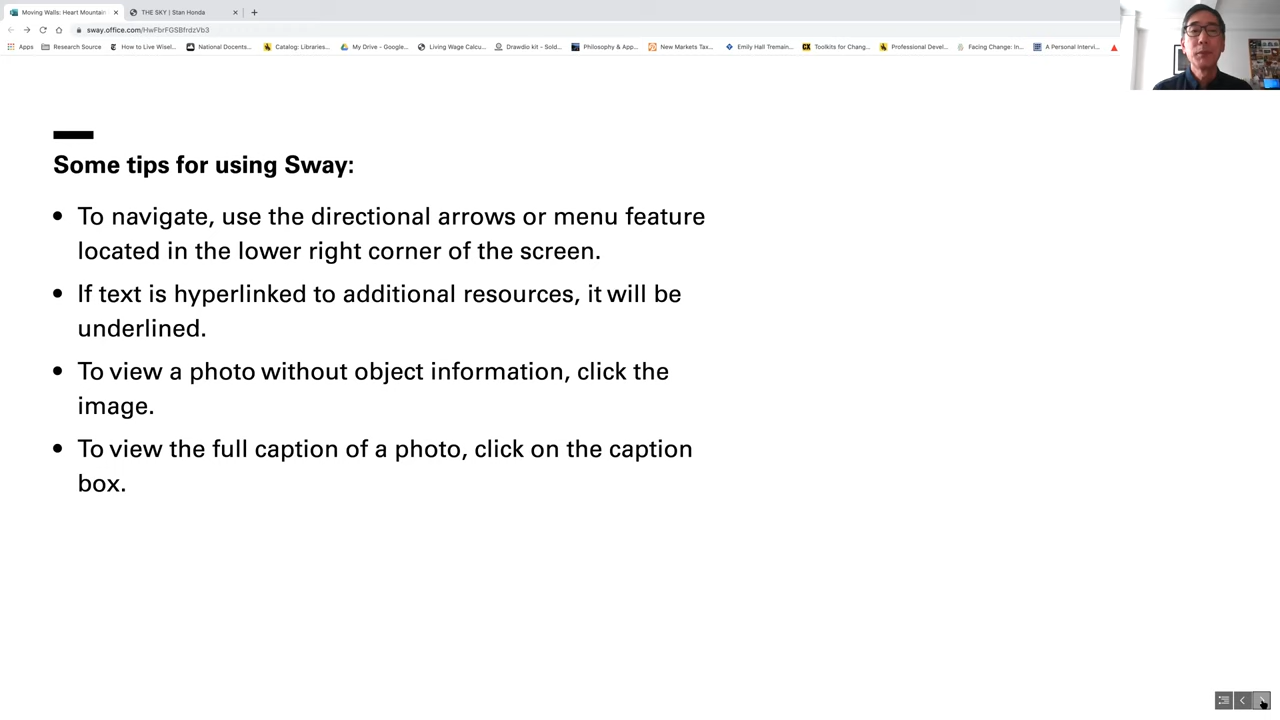 Moving Walls: Heart Mountain
THE SKY | Stan Honda
sway.office.com/HwFbrFGSBfrdzVb3
Apps
Research Source
How to Live Wisel...
National Docents...
Catalog: Libraries...
My Drive - Google...
Living Wage Calcu...
Drawdio kit - Sold...
Philosophy & App...
New Markets Tax...
Emily Hall Tremain...
Toolkits for Chang...
Professional Devel...
Facing Change: In...
A Personal Intervi...
Some tips for using Sway:
• To navigate, use the directional arrows or menu feature
located in the lower right corner of the screen.
• If text is hyperlinked to additional resources, it will be
underlined.
• To view a photo without object information, click the
image.
• To view the full caption of a photo, click on the caption
box.